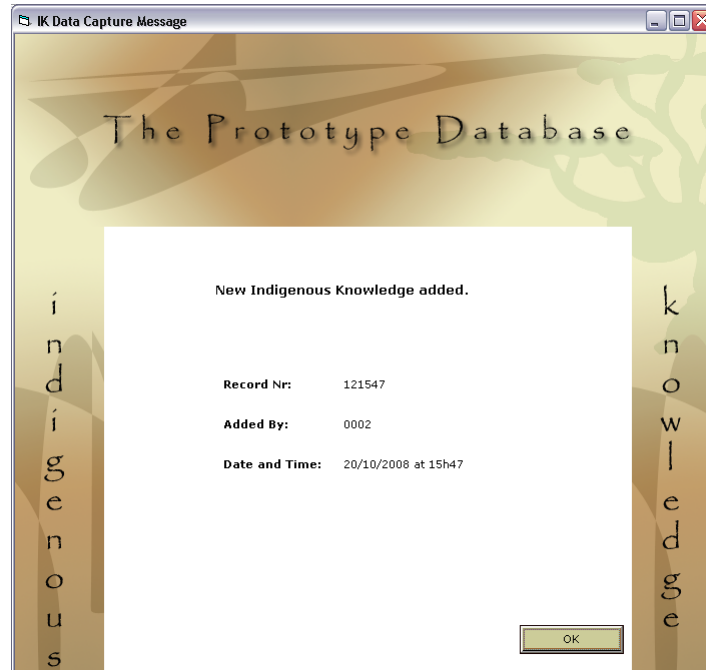 IK Data Capture Message
The Prototype Database
indigenous
knowledge
New Indigenous Knowledge added.
Record Nr: 121547
Added By: 0002
Date and Time: 20/10/2008 at 15h47
OK